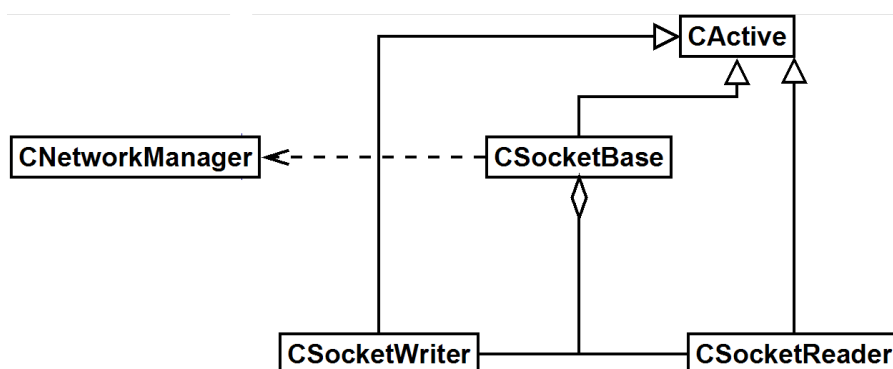 CActive
CNetworkManager
CSocketBase
CSocketWriter
CSocketReader